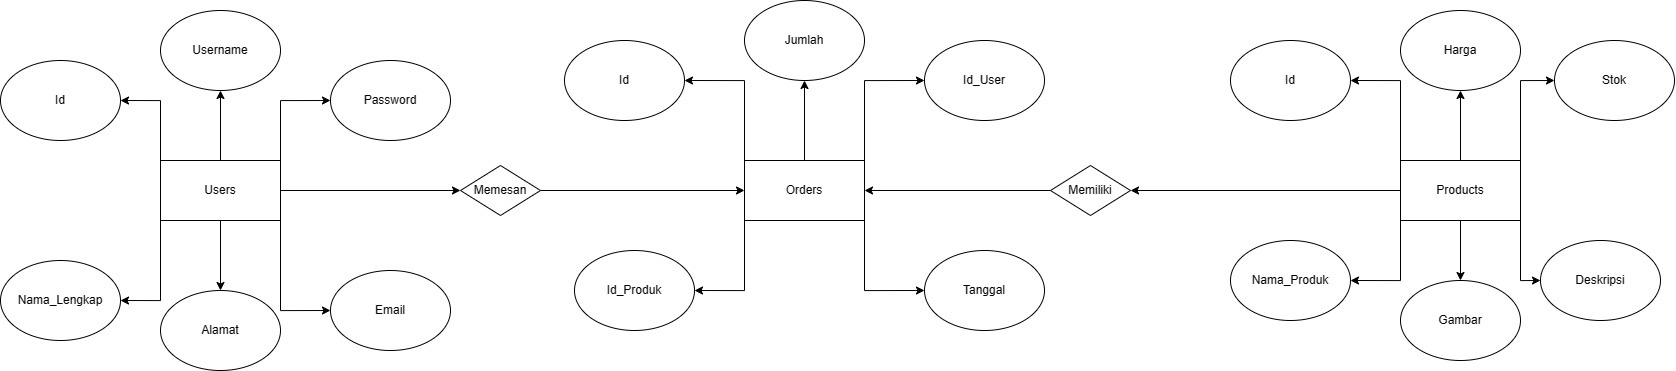 Username
Id
Password
Users
Nama_Lengkap
Alamat
Email
Memesan
Jumlah
Id
Id_User
Orders
Id_Produk
Tanggal
Memiliki
Harga
Id
Stok
Products
Nama_Produk
Gambar
Deskripsi